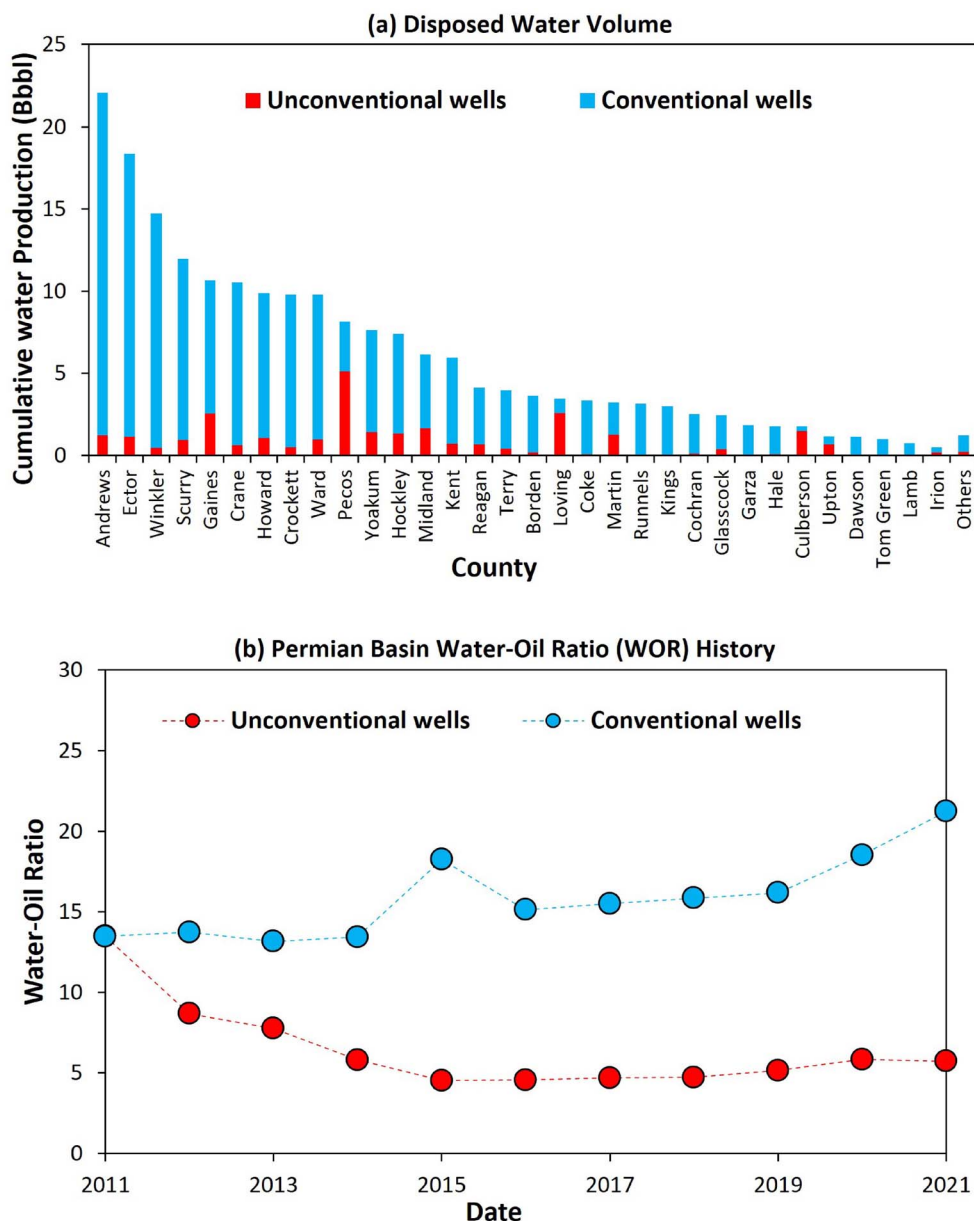 (a) Disposed Water Volume
Cumulative water Production (Bbbl)
25
20
15
10
5
0
Unconventional wells
Conventional wells
Andrews
Ector
Winkler
Scurry
Gaines
Crane
Howard
Crockett
Ward
Pecos
Yoakum
Hockley
Midland
Kent
Reagan
Terry
Borden
Loving
Coke
Martin
Runnels
Kings
Cochran
Glasscock
Garza
Hale
Culberson
Upton
Dawson
Tom Green
Lamb
Irion
Others
County
(b) Permian Basin Water-Oil Ratio (WOR) History
Water-Oil Ratio
30
25
20
15
10
5
0
Unconventional wells
Conventional wells
2011
2013
2015
2017
2019
2021
Date